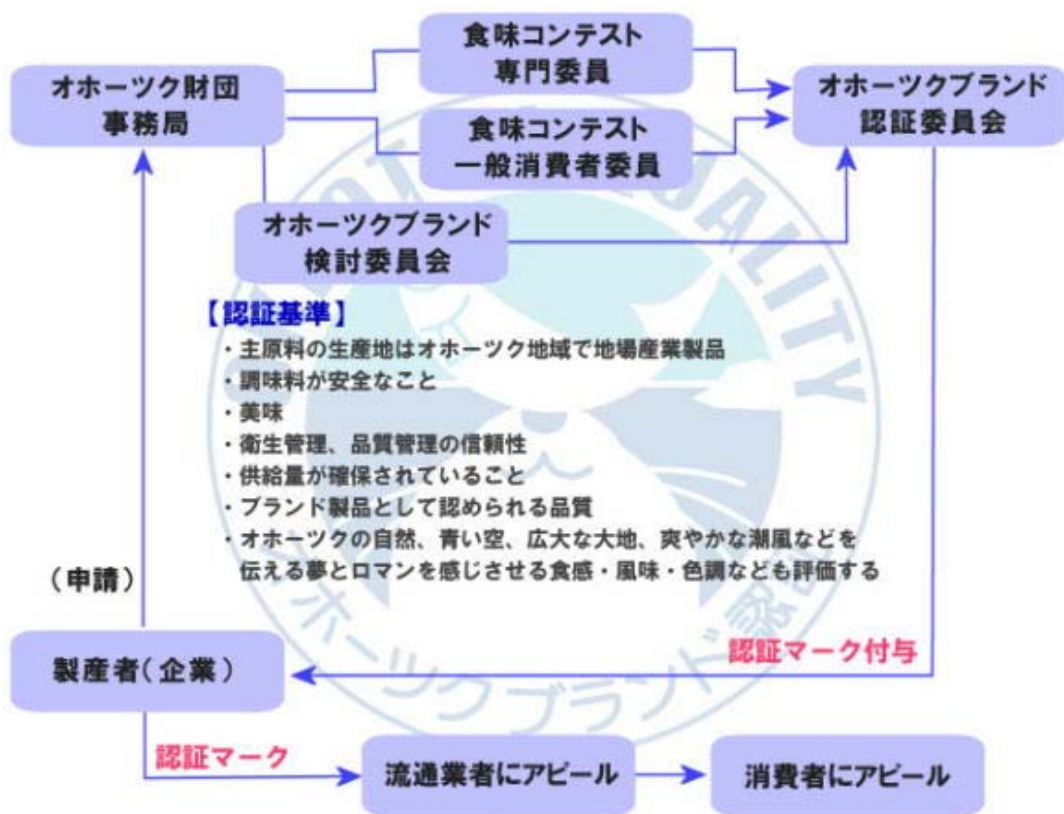 食味コンテスト
専門委員
オホーツク財団
事務局
オホーツクブランド
認証委員会
食味コンテスト
一般消費者委員
オホーツクブランド
検討委員会
【認証基準】
・主原料の生産地はオホーツク地域で地場産業製品
・調味料が安全なこと
・美味
・衛生管理、品質管理の信頼性
・供給量が確保されていること
・ブランド製品として認められる品質
・オホーツクの自然、青い空、広大な大地、爽やかな潮風などを
伝える夢とロマンを感じさせる食感・風味・色調なども評価する
（申請）
認証マーク付与
製産者（企業）
認証マーク
流通業者にアピール
消費者にアピール
QUALITY
オホーツクブランド認証